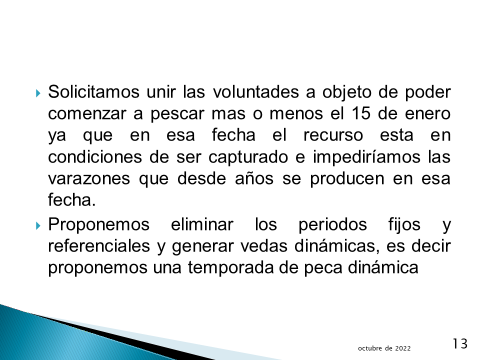 Solicitamos unir las voluntades a objeto de poder
comenzar a pescar mas o menos el 15 de enero
ya que en esa fecha el recurso esta en
condiciones de ser capturado e impediríamos las
varazones que desde años se producen en esa
fecha.
Proponemos eliminar los periodos fijos y
referenciales y generar vedas dinámicas, es decir
proponemos una temporada de peca dinámica
octubre de 2022
13